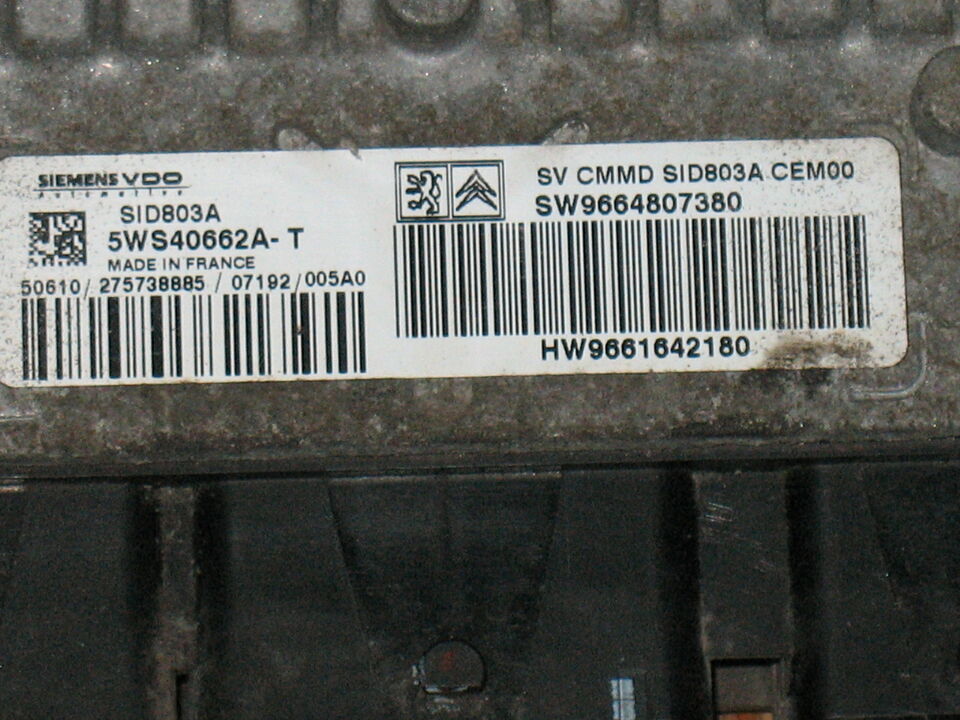 SIEMENS VDO
Automotive
SID803A
5WS40662A-T
MADE IN FRANCE
50610/ 275738885 / 07192 /005A0
SV CMMD SID803A CEM00
SW9664807380
HW9661642180